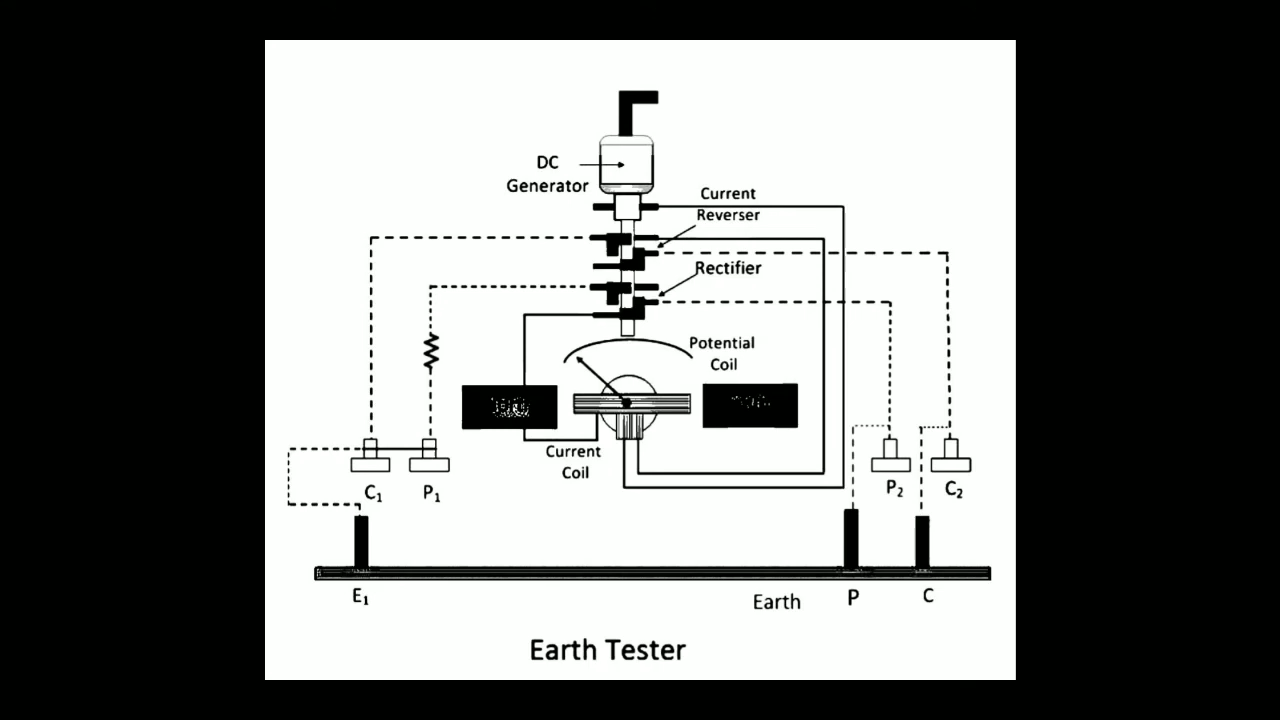 DC
Generator
Current
Reverser
Rectifier
Potential
Coil
Current
Coil
C₁
P₁
P₂
C₂
E₁
Earth
P
C
Earth Tester